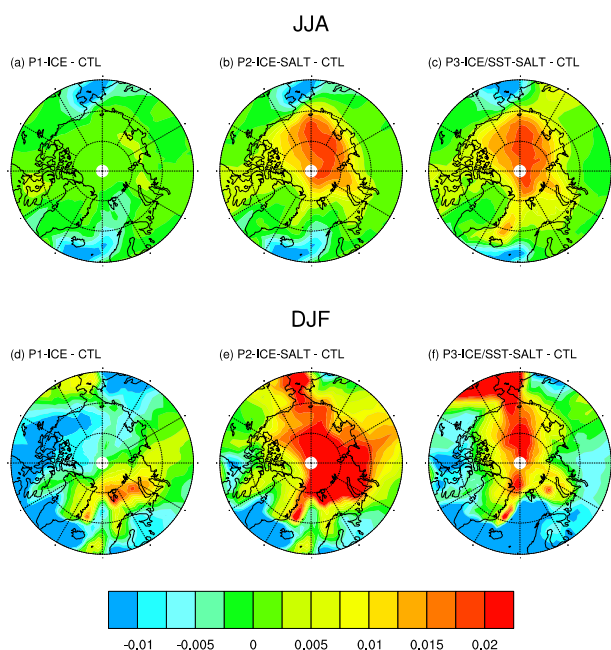 JJA
(a) P1-ICE - CTL
(b) P2-ICE-SALT - CTL
(c) P3-ICE/SST-SALT - CTL
DJF
(d) P1-ICE - CTL
(e) P2-ICE-SALT - CTL
(f) P3-ICE/SST-SALT - CTL
-0.01 -0.005 0 0.005 0.01 0.015 0.02